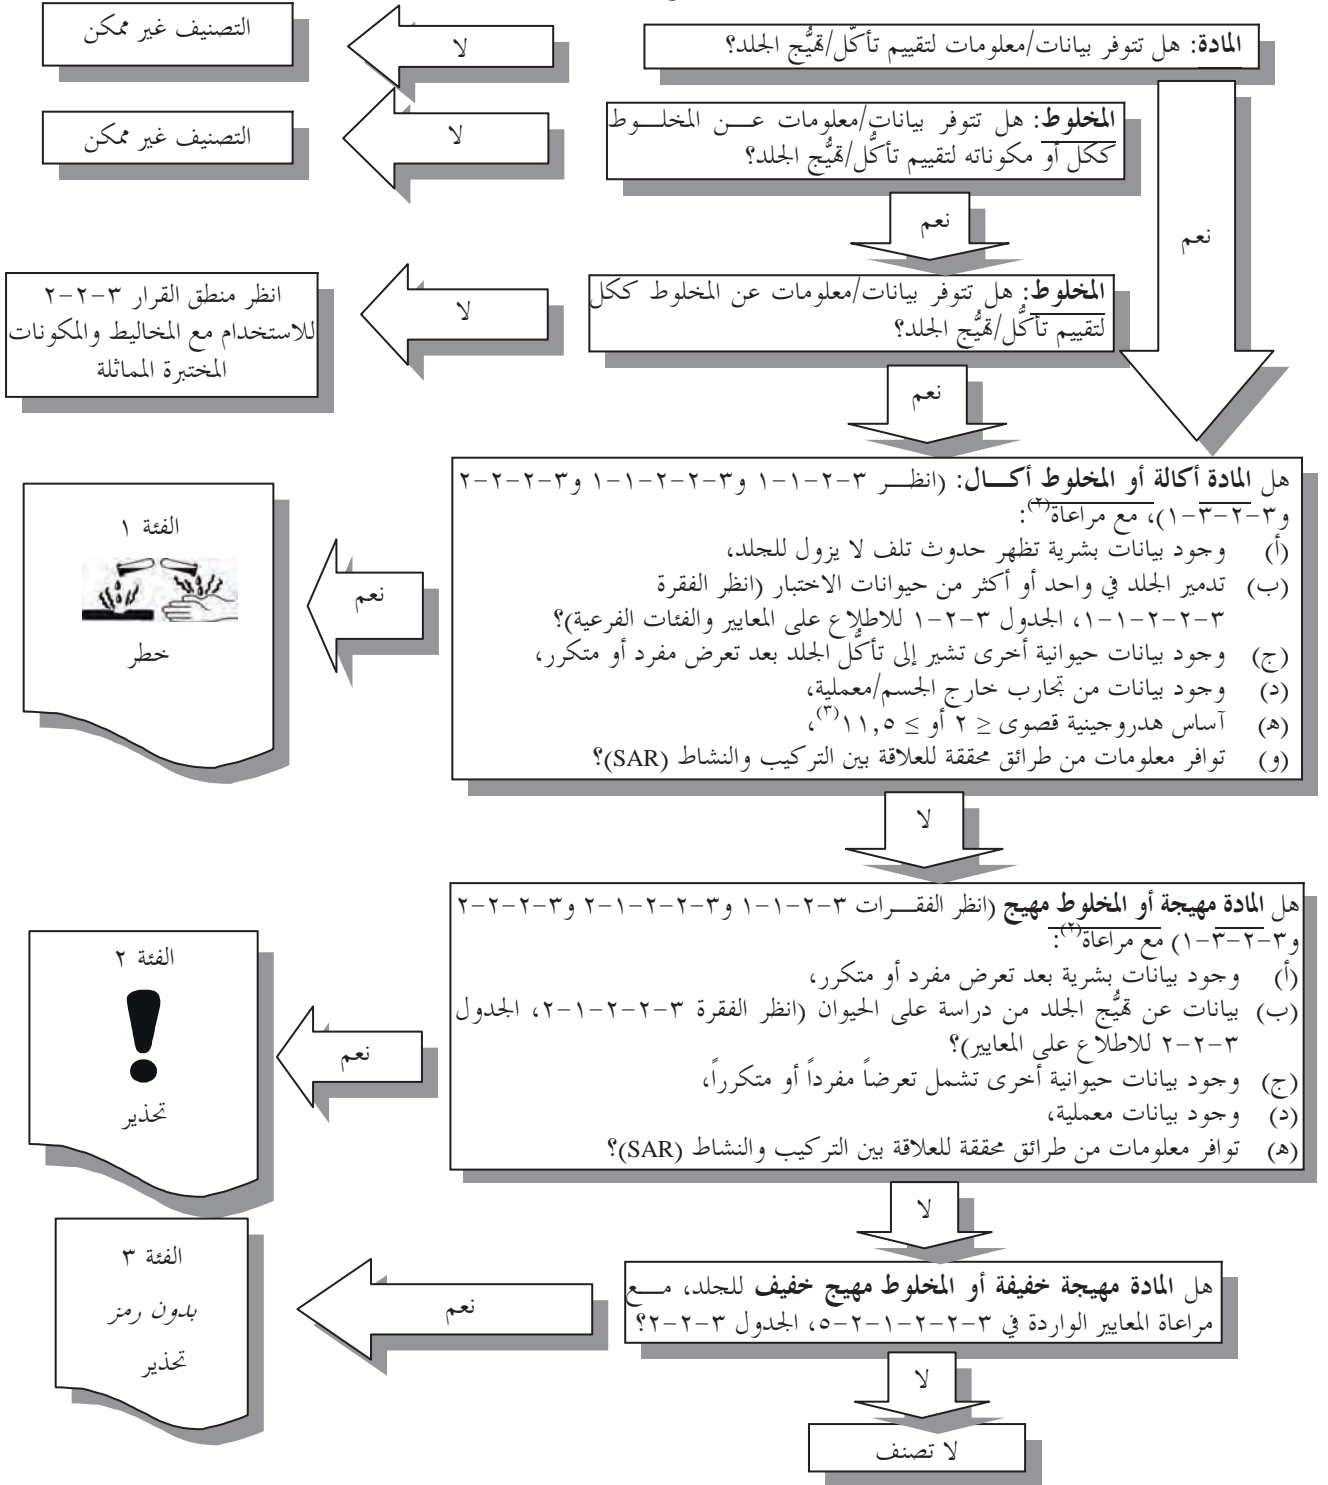 المادة: هل تتوفر بيانات/معلومات لتقييم تأكّل/تهيُّج الجلد؟
لا
التصنيف غير ممكن
المخلوط: هل تتوفر بيانات/معلومات عن المخلوط
ككل أو مكوناته لتقييم تأكُّل/تهيُّج الجلد؟
لا
التصنيف غير ممكن
نعم
نعم
المخلوط: هل تتوفر بيانات/معلومات عن المخلوط ككل
لتقييم تأكُّل/تهيُّج الجلد؟
لا
انظر منطق القرار ٣-٢-٢
للاستخدام مع المخاليط والمكونات
المختبرة المماثلة
نعم
هل المادة أكالة أو المخلوط أكال: (انظر ٣-٢-١-١ و٣-٢-٢-١-١ و٣-٢-٢-٢
و٣-٢-٣-١)، مع مراعاة(٢):
(أ) وجود بيانات بشرية تظهر حدوث تلف لا يزول للجلد،
(ب) تدمير الجلد في واحد أو أكثر من حيوانات الاختبار (انظر الفقرة
٣-٢-٢-١-١، الجدول ٣-٢-١ للاطلاع على المعايير والفئات الفرعية)؟
(ج) وجود بيانات حيوانية أخرى تشير إلى تأكُّل الجلد بعد تعرض مفرد أو متكرر،
(د) وجود بيانات من تجارب خارج الجسم/معملية،
(ه) آساس هدروجينية قصوى ≤ ٢ أو ≥ ١١,٥(٣)،
(و) توافر معلومات من طرائق محققة للعلاقة بين التركيب والنشاط (SAR)؟
نعم
الفئة ١
خطر
لا
هل المادة مهيجة أو المخلوط مهيج (انظر الفقرات ٣-٢-١-١ و٣-٢-٢-١-٢ و٣-٢-٢-٢
و٣-٢-٣-١) مع مراعاة(٢):
(أ) وجود بيانات بشرية بعد تعرض مفرد أو متكرر،
(ب) بيانات عن تهيُّج الجلد من دراسة على الحيوان (انظر الفقرة ٣-٢-٢-١-٢، الجدول
٣-٢-٢ للاطلاع على المعايير)؟
(ج) وجود بيانات حيوانية أخرى تشمل تعرضاً مفرداً أو متكرراً،
(د) وجود بيانات معملية،
(ه) توافر معلومات من طرائق محققة للعلاقة بين التركيب والنشاط (SAR)؟
نعم
الفئة ٢
تحذير
لا
هل المادة مهيجة خفيفة أو المخلوط مهيج خفيف للجلد، مع
مراعاة المعايير الواردة في ٣-٢-٢-١-٢-٥، الجدول ٣-٢-٢؟
نعم
الفئة ٣
بدون رمز
تحذير
لا
لا تصنف